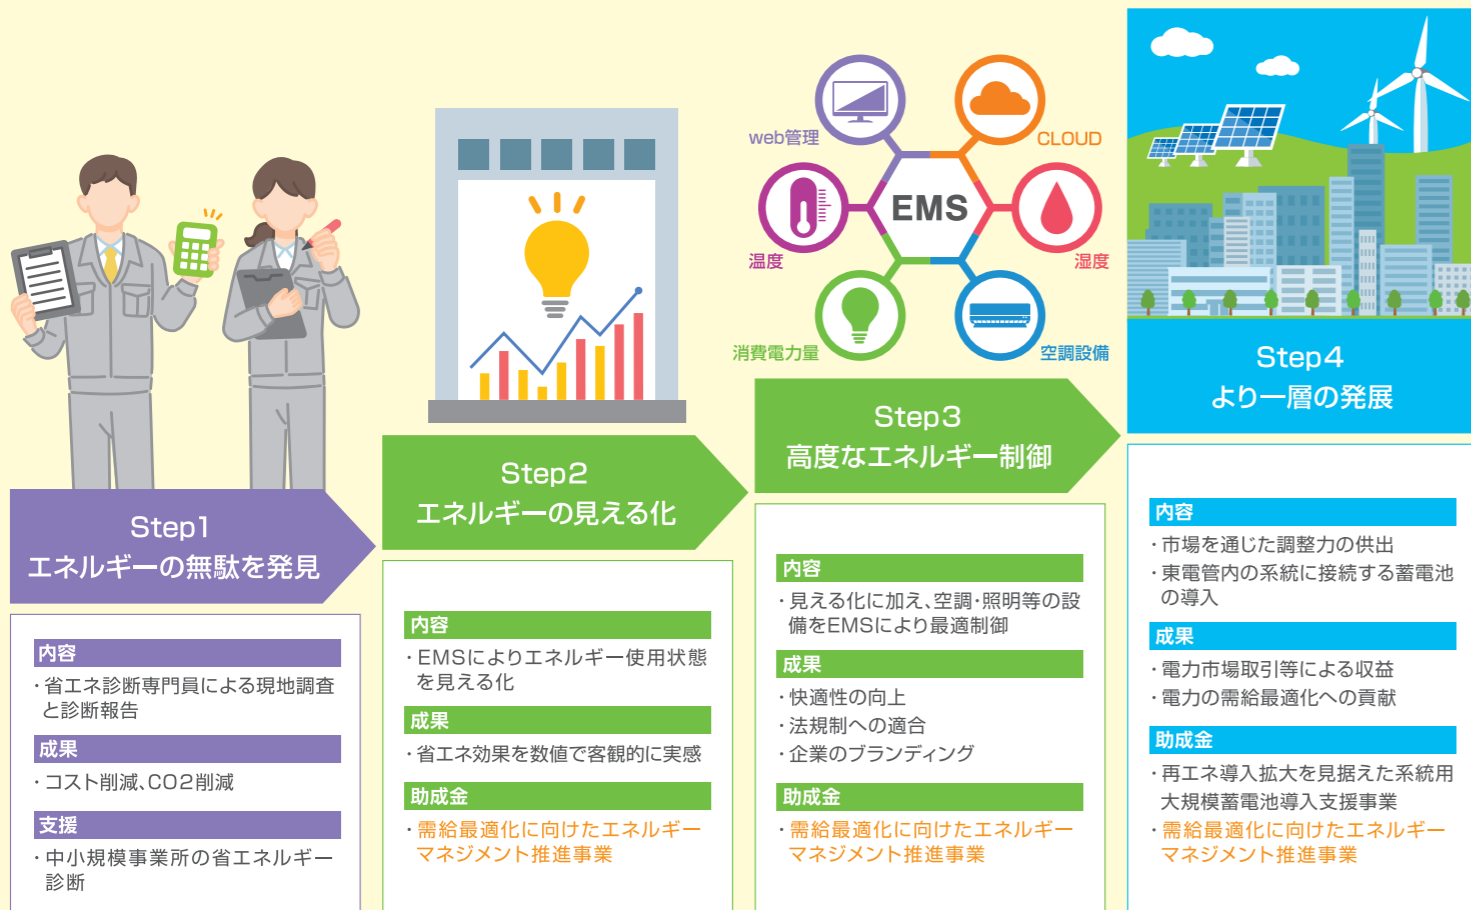 Step1
エネルギーの無駄を発見
内容
・省エネ診断専門員による現地調査
と診断報告
成果
・コスト削減、CO2削減
支援
・中小規模事業所の省エネルギー
診断
Step2
エネルギーの見える化
内容
・EMSによりエネルギー使用状態
を見える化
成果
・省エネ効果を数値で客観的に実感
助成金
・需給最適化に向けたエネルギー
マネジメント推進事業
web管理
CLOUD
温度
EMS
湿度
消費電力量
空調設備
Step3
高度なエネルギー制御
内容
・見える化に加え、空調・照明等の設
備をEMSにより最適制御
成果
・快適性の向上
・法規制への適合
・企業のブランディング
助成金
・需給最適化に向けたエネルギー
マネジメント推進事業
Step4
より一層の発展
内容
・市場を通じた調整力の供出
・東電管内の系統に接続する蓄電池
の導入
成果
・電力市場取引等による収益
・電力の需給最適化への貢献
助成金
・再エネ導入拡大を見据えた系統用
大規模蓄電池導入支援事業
・需給最適化に向けたエネルギー
マネジメント推進事業